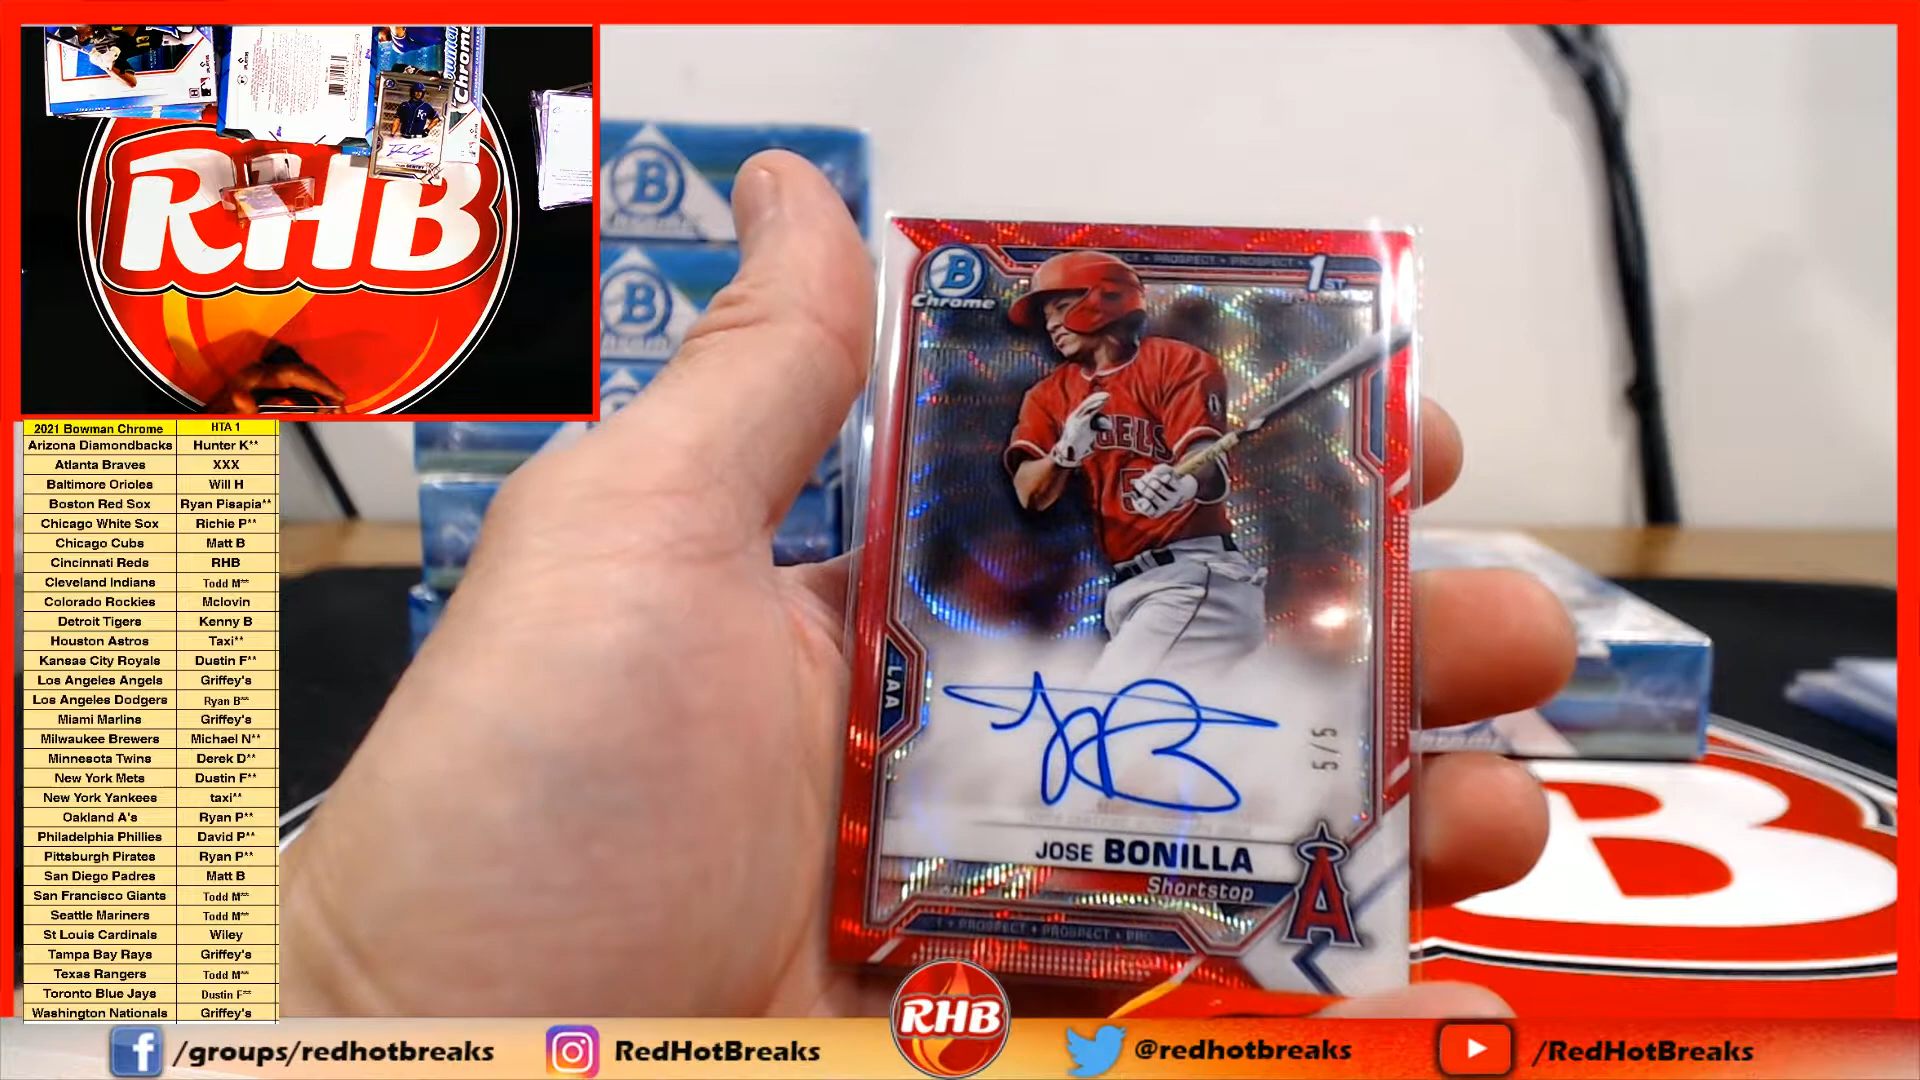 RHB
Chrome
2021 Bowman Chrome HTA 1
Arizona Diamondbacks Hunter K**
Atlanta Braves XXX
Baltimore Orioles Will H
Boston Red Sox Ryan Pisapia**
Chicago White Sox Richie P**
Chicago Cubs Matt B
Cincinnati Reds RHB
Cleveland Indians Todd M**
Colorado Rockies Mclovin
Detroit Tigers Kenny B
Houston Astros Taxi**
Kansas City Royals Dustin F**
Los Angeles Angels Griffey's
Los Angeles Dodgers Ryan B**
Miami Marlins Griffey's
Milwaukee Brewers Michael N**
Minnesota Twins Derek D**
New York Mets Dustin F**
New York Yankees taxi**
Oakland A's Ryan P**
Philadelphia Phillies David P**
Pittsburgh Pirates Ryan P**
San Diego Padres Matt B
San Francisco Giants Todd M**
Seattle Mariners Todd M**
St Louis Cardinals Wiley
Tampa Bay Rays Griffey's
Texas Rangers Todd M**
Toronto Blue Jays Dustin F**
Washington Nationals Griffey's
B
B
B
Chrome
PROSPECT • PROSPECT
1ST
LAA
5/5
JOSE BONILLA
Shortstop
A
PROSPECT • PROSPECT
B
RHB
/groups/redhotbreaks
RedHotBreaks
@redhotbreaks
/RedHotBreaks